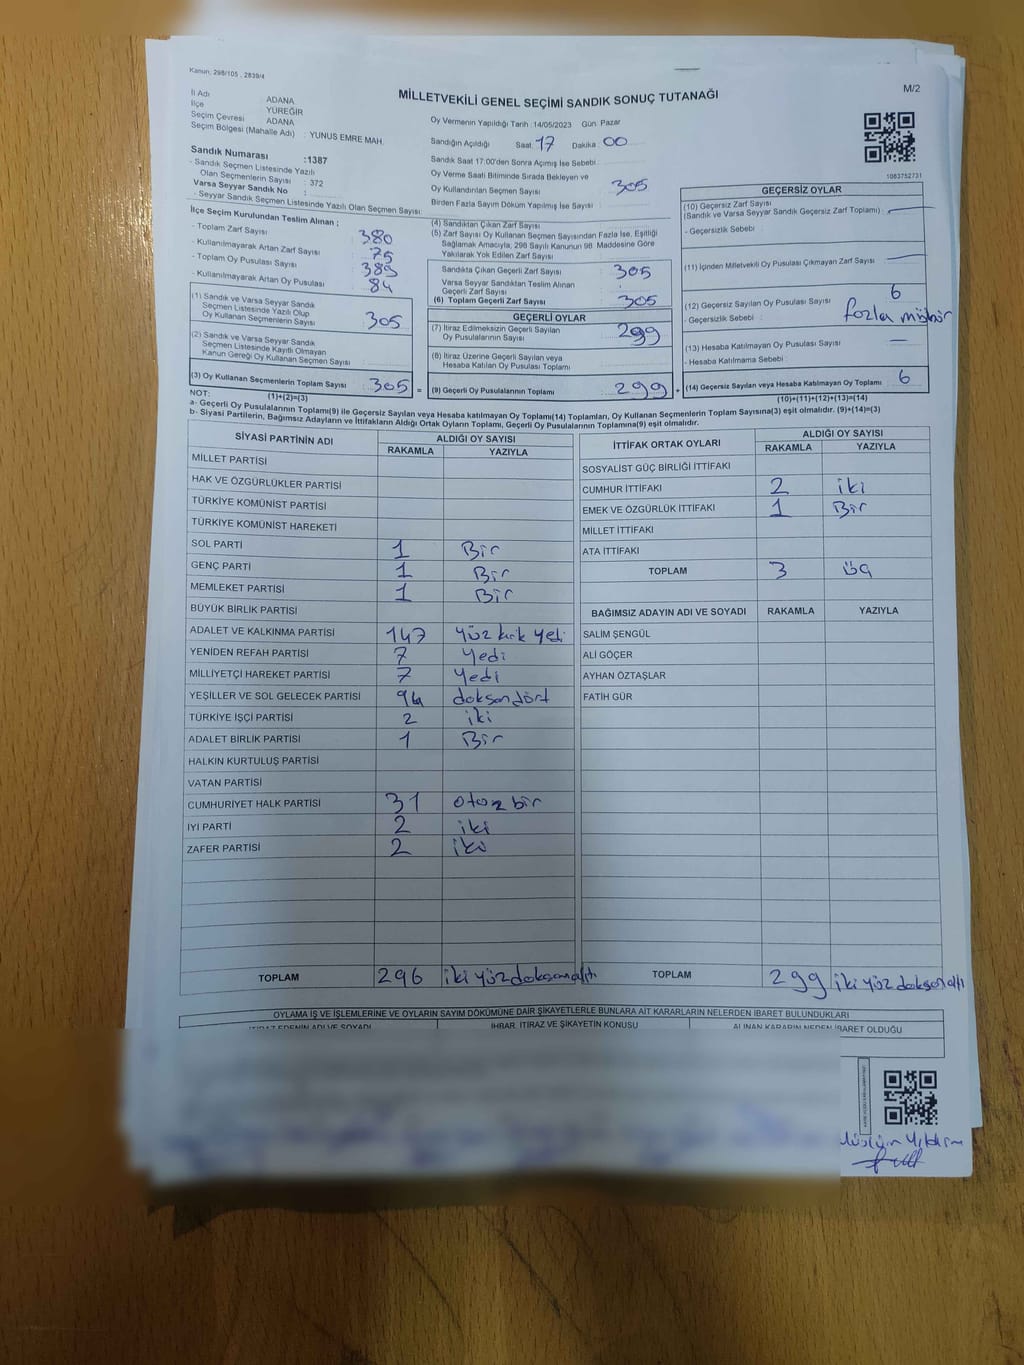 Kanun; 298/105 , 2839/4
MİLLETVEKİLİ GENEL SEÇİMİ SANDIK SONUÇ TUTANAĞI
M/2
İl Adı : ADANA
İlçe : YÜREĞİR
Seçim Çevresi : ADANA
Seçim Bölgesi (Mahalle Adı) : YUNUS EMRE MAH.
Sandık Numarası :1387
- Sandık Seçmen Listesinde Yazılı
Olan Seçmenlerin Sayısı : 372
Varsa Seyyar Sandık No :
- Seyyar Sandık Seçmen Listesinde Yazılı Olan Seçmen Sayısı:
Oy Vermenin Yapıldığı Tarih : 14/05/2023 Gün: Pazar
Sandığın Açıldığı Saat: 17 Dakika: 00
Sandık Saat 17:00'den Sonra Açılmış İse Sebebi :
Oy Verme Saati Bitiminde Sırada Bekleyen ve
Oy Kullandırılan Seçmen Sayısı : 305
Birden Fazla Sayım Döküm Yapılmış İse Sayısı :
1083752731
İlçe Seçim Kurulundan Teslim Alınan ;
- Toplam Zarf Sayısı : 380
- Kullanılmayarak Artan Zarf Sayısı : 75
- Toplam Oy Pusulası Sayısı : 389
- Kullanılmayarak Artan Oy Pusulası : 84
(1) Sandık ve Varsa Seyyar Sandık
Seçmen Listesinde Yazılı Olup
Oy Kullanan Seçmenlerin Sayısı : 305
(2) Sandık ve Varsa Seyyar Sandık
Seçmen Listesinde Kayıtlı Olmayan
Kanun Gereği Oy Kullanan Seçmen Sayısı :
(3) Oy Kullanan Seçmenlerin Toplam Sayısı : 305 =
(1)+(2)=(3)
(4) Sandıktan Çıkan Zarf Sayısı :
(5) Zarf Sayısı Oy Kullanan Seçmen Sayısından Fazla İse, Eşitliği
Sağlamak Amacıyla, 298 Sayılı Kanunun 98. Maddesine Göre
Yakılarak Yok Edilen Zarf Sayısı :
Sandıkta Çıkan Geçerli Zarf Sayısı : 305
Varsa Seyyar Sandıktan Teslim Alınan
Geçerli Zarf Sayısı :
(6) Toplam Geçerli Zarf Sayısı : 305
GEÇERLİ OYLAR
(7) İtiraz Edilmeksizin Geçerli Sayılan
Oy Pusulalarının Sayısı : 299
(8) İtiraz Üzerine Geçerli Sayılan veya
Hesaba Katılan Oy Pusulası Toplamı :
(9) Geçerli Oy Pusulalarının Toplamı : 299 +
GEÇERSİZ OYLAR
(10) Geçersiz Zarf Sayısı
(Sandık ve Varsa Seyyar Sandık Geçersiz Zarf Toplamı) : —
- Geçersizlik Sebebi :
(11) İçinden Milletvekili Oy Pusulası Çıkmayan Zarf Sayısı : —
(12) Geçersiz Sayılan Oy Pusulası Sayısı : 6
- Geçersizlik Sebebi : fazla mühür
(13) Hesaba Katılmayan Oy Pusulası Sayısı : —
- Hesaba Katılmama Sebebi :
(14) Geçersiz Sayılan veya Hesaba Katılmayan Oy Toplamı : 6
(10)+(11)+(12)+(13)=(14)
NOT:
a- Geçerli Oy Pusulalarının Toplamı(9) ile Geçersiz Sayılan veya Hesaba katılmayan Oy Toplamı(14) Toplamları, Oy Kullanan Seçmenlerin Toplam Sayısına(3) eşit olmalıdır. (9)+(14)=(3)
b- Siyasi Partilerin, Bağımsız Adayların ve İttifakların Aldığı Ortak Oyların Toplamı, Geçerli Oy Pusulalarının Toplamına(9) eşit olmalıdır.
SİYASİ PARTİNİN ADI ALDIĞI OY SAYISI
RAKAMLA YAZIYLA
MİLLET PARTİSİ
HAK VE ÖZGÜRLÜKLER PARTİSİ
TÜRKİYE KOMÜNİST PARTİSİ
TÜRKİYE KOMÜNİST HAREKETİ
SOL PARTİ 1 Bir
GENÇ PARTİ 1 Bir
MEMLEKET PARTİSİ 1 Bir
BÜYÜK BİRLİK PARTİSİ
ADALET VE KALKINMA PARTİSİ 147 yüz kırk yedi
YENİDEN REFAH PARTİSİ 7 Yedi
MİLLİYETÇİ HAREKET PARTİSİ 7 Yedi
YEŞİLLER VE SOL GELECEK PARTİSİ 94 doksan dört
TÜRKİYE İŞÇİ PARTİSİ 2 iki
ADALET BİRLİK PARTİSİ 1 Bir
HALKIN KURTULUŞ PARTİSİ
VATAN PARTİSİ
CUMHURİYET HALK PARTİSİ 31 otuz bir
İYİ PARTİ 2 iki
ZAFER PARTİSİ 2 iki
TOPLAM 296 iki yüz doksan altı
İTTİFAK ORTAK OYLARI ALDIĞI OY SAYISI
RAKAMLA YAZIYLA
SOSYALİST GÜÇ BİRLİĞİ İTTİFAKI
CUMHUR İTTİFAKI 2 iki
EMEK VE ÖZGÜRLÜK İTTİFAKI 1 Bir
MİLLET İTTİFAKI
ATA İTTİFAKI
TOPLAM 3 üç
BAĞIMSIZ ADAYIN ADI VE SOYADI RAKAMLA YAZIYLA
SALİM ŞENGÜL
ALİ GÖÇER
AYHAN ÖZTAŞLAR
FATİH GÜR
TOPLAM 299 iki yüz doksan altı
OYLAMA İŞ VE İŞLEMLERİNE VE OYLARIN SAYIM DÖKÜMÜNE DAİR ŞİKAYETLERLE BUNLARA AİT KARARLARIN NELERDEN İBARET BULUNDUKLARI
İTİRAZ EDENİN ADI VE SOYADI İHBAR, İTİRAZ VE ŞİKAYETİN KONUSU ALINAN KARARIN NEDEN İBARET OLDUĞU
Yıldırım